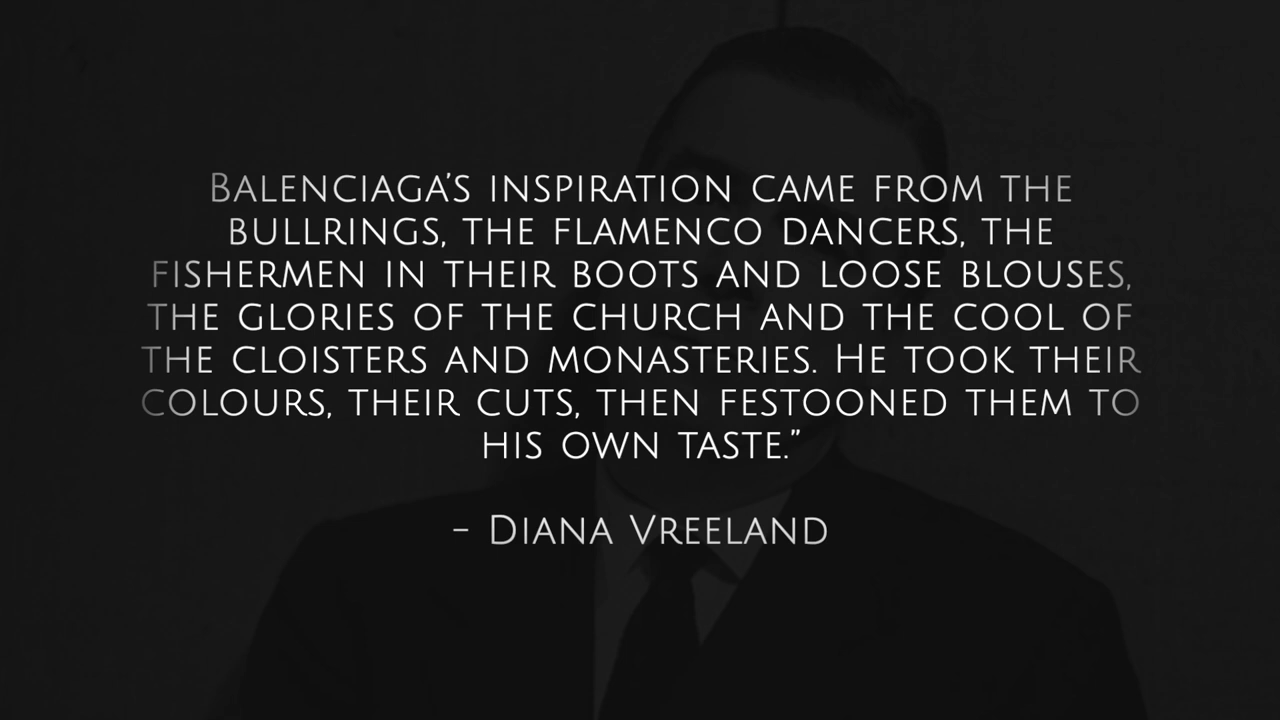 Balenciaga's inspiration came from the
bullrings, the flamenco dancers, the
fishermen in their boots and loose blouses,
the glories of the church and the cool of
the cloisters and monasteries. He took their
colours, their cuts, then festooned them to
his own taste.”
– Diana Vreeland